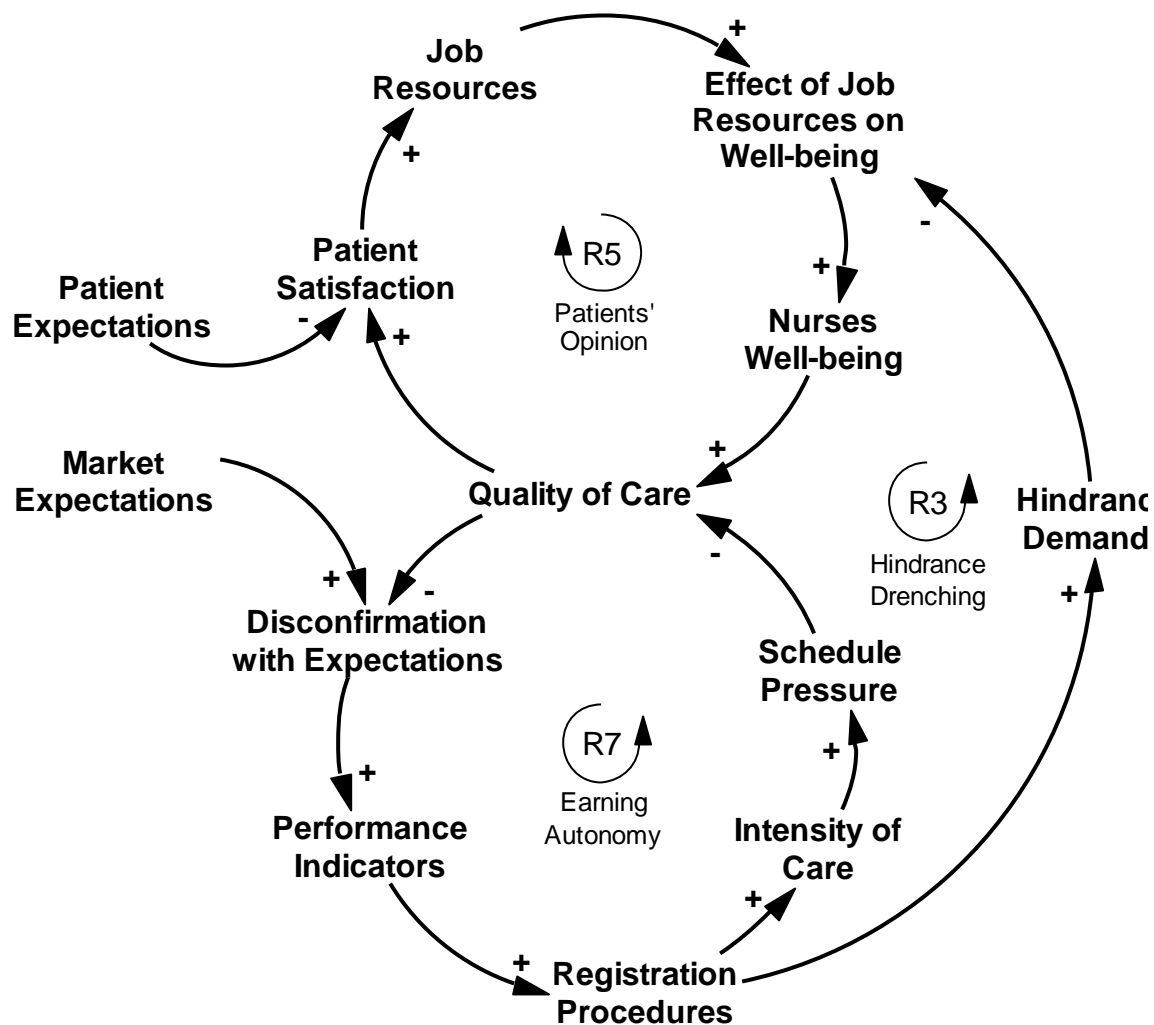 Job
Resources
+
Effect of Job
Resources on
Well-being
+
-
Patient
Satisfaction
R5
Patients'
Opinion
+
Patient
Expectations
-
+
Nurses
Well-being
Market
Expectations
+
Quality of Care
R3
Hindrance
Drenching
Hindranc
Demand
-
+
-
+
Disconfirmation
with Expectations
Schedule
Pressure
R7
Earning
Autonomy
+
+
Performance
Indicators
Intensity of
Care
+
+
Registration
Procedures